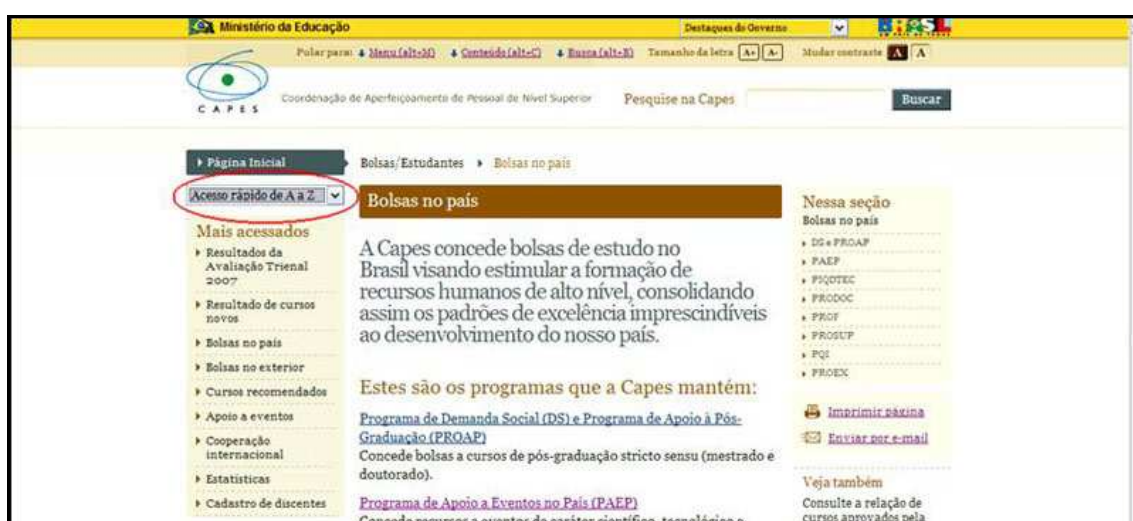 Ministério da Educação
Destaques do Governo
BRASIL
Pular para: Menu (alt+M) Conteúdo (alt+C) Busca (alt+B) Tamanho da letra A+ A- Mudar contraste A A
CAPES
Coordenação de Aperfeiçoamento de Pessoal de Nível Superior
Pesquise na Capes
Buscar
Página Inicial
Bolsas/Estudantes Bolsas no país
Acesso rápido de A a Z
Mais acessados
Resultados da
Avaliação Trienal
2007
Resultado de cursos
novos
Bolsas no país
Bolsas no exterior
Cursos recomendados
Apoio a eventos
Cooperação
internacional
Estatísticas
Cadastro de discentes
Bolsas no país
A Capes concede bolsas de estudo no
Brasil visando estimular a formação de
recursos humanos de alto nível, consolidando
assim os padrões de excelência imprescindíveis
ao desenvolvimento do nosso país.
Estes são os programas que a Capes mantém:
Programa de Demanda Social (DS) e Programa de Apoio à Pós-
Graduação (PROAP)
Concede bolsas a cursos de pós-graduação stricto sensu (mestrado e
doutorado).
Programa de Apoio a Eventos no País (PAEP)
Concede recursos a eventos de caráter científico, tecnológico e
Nessa seção
Bolsas no país
DS e PROAP
PAEP
PIQDTEC
PRODOC
PROF
PROSUP
PQI
PROEX
Imprimir página
Enviar por e-mail
Veja também
Consulte a relação de
cursos aprovados pela